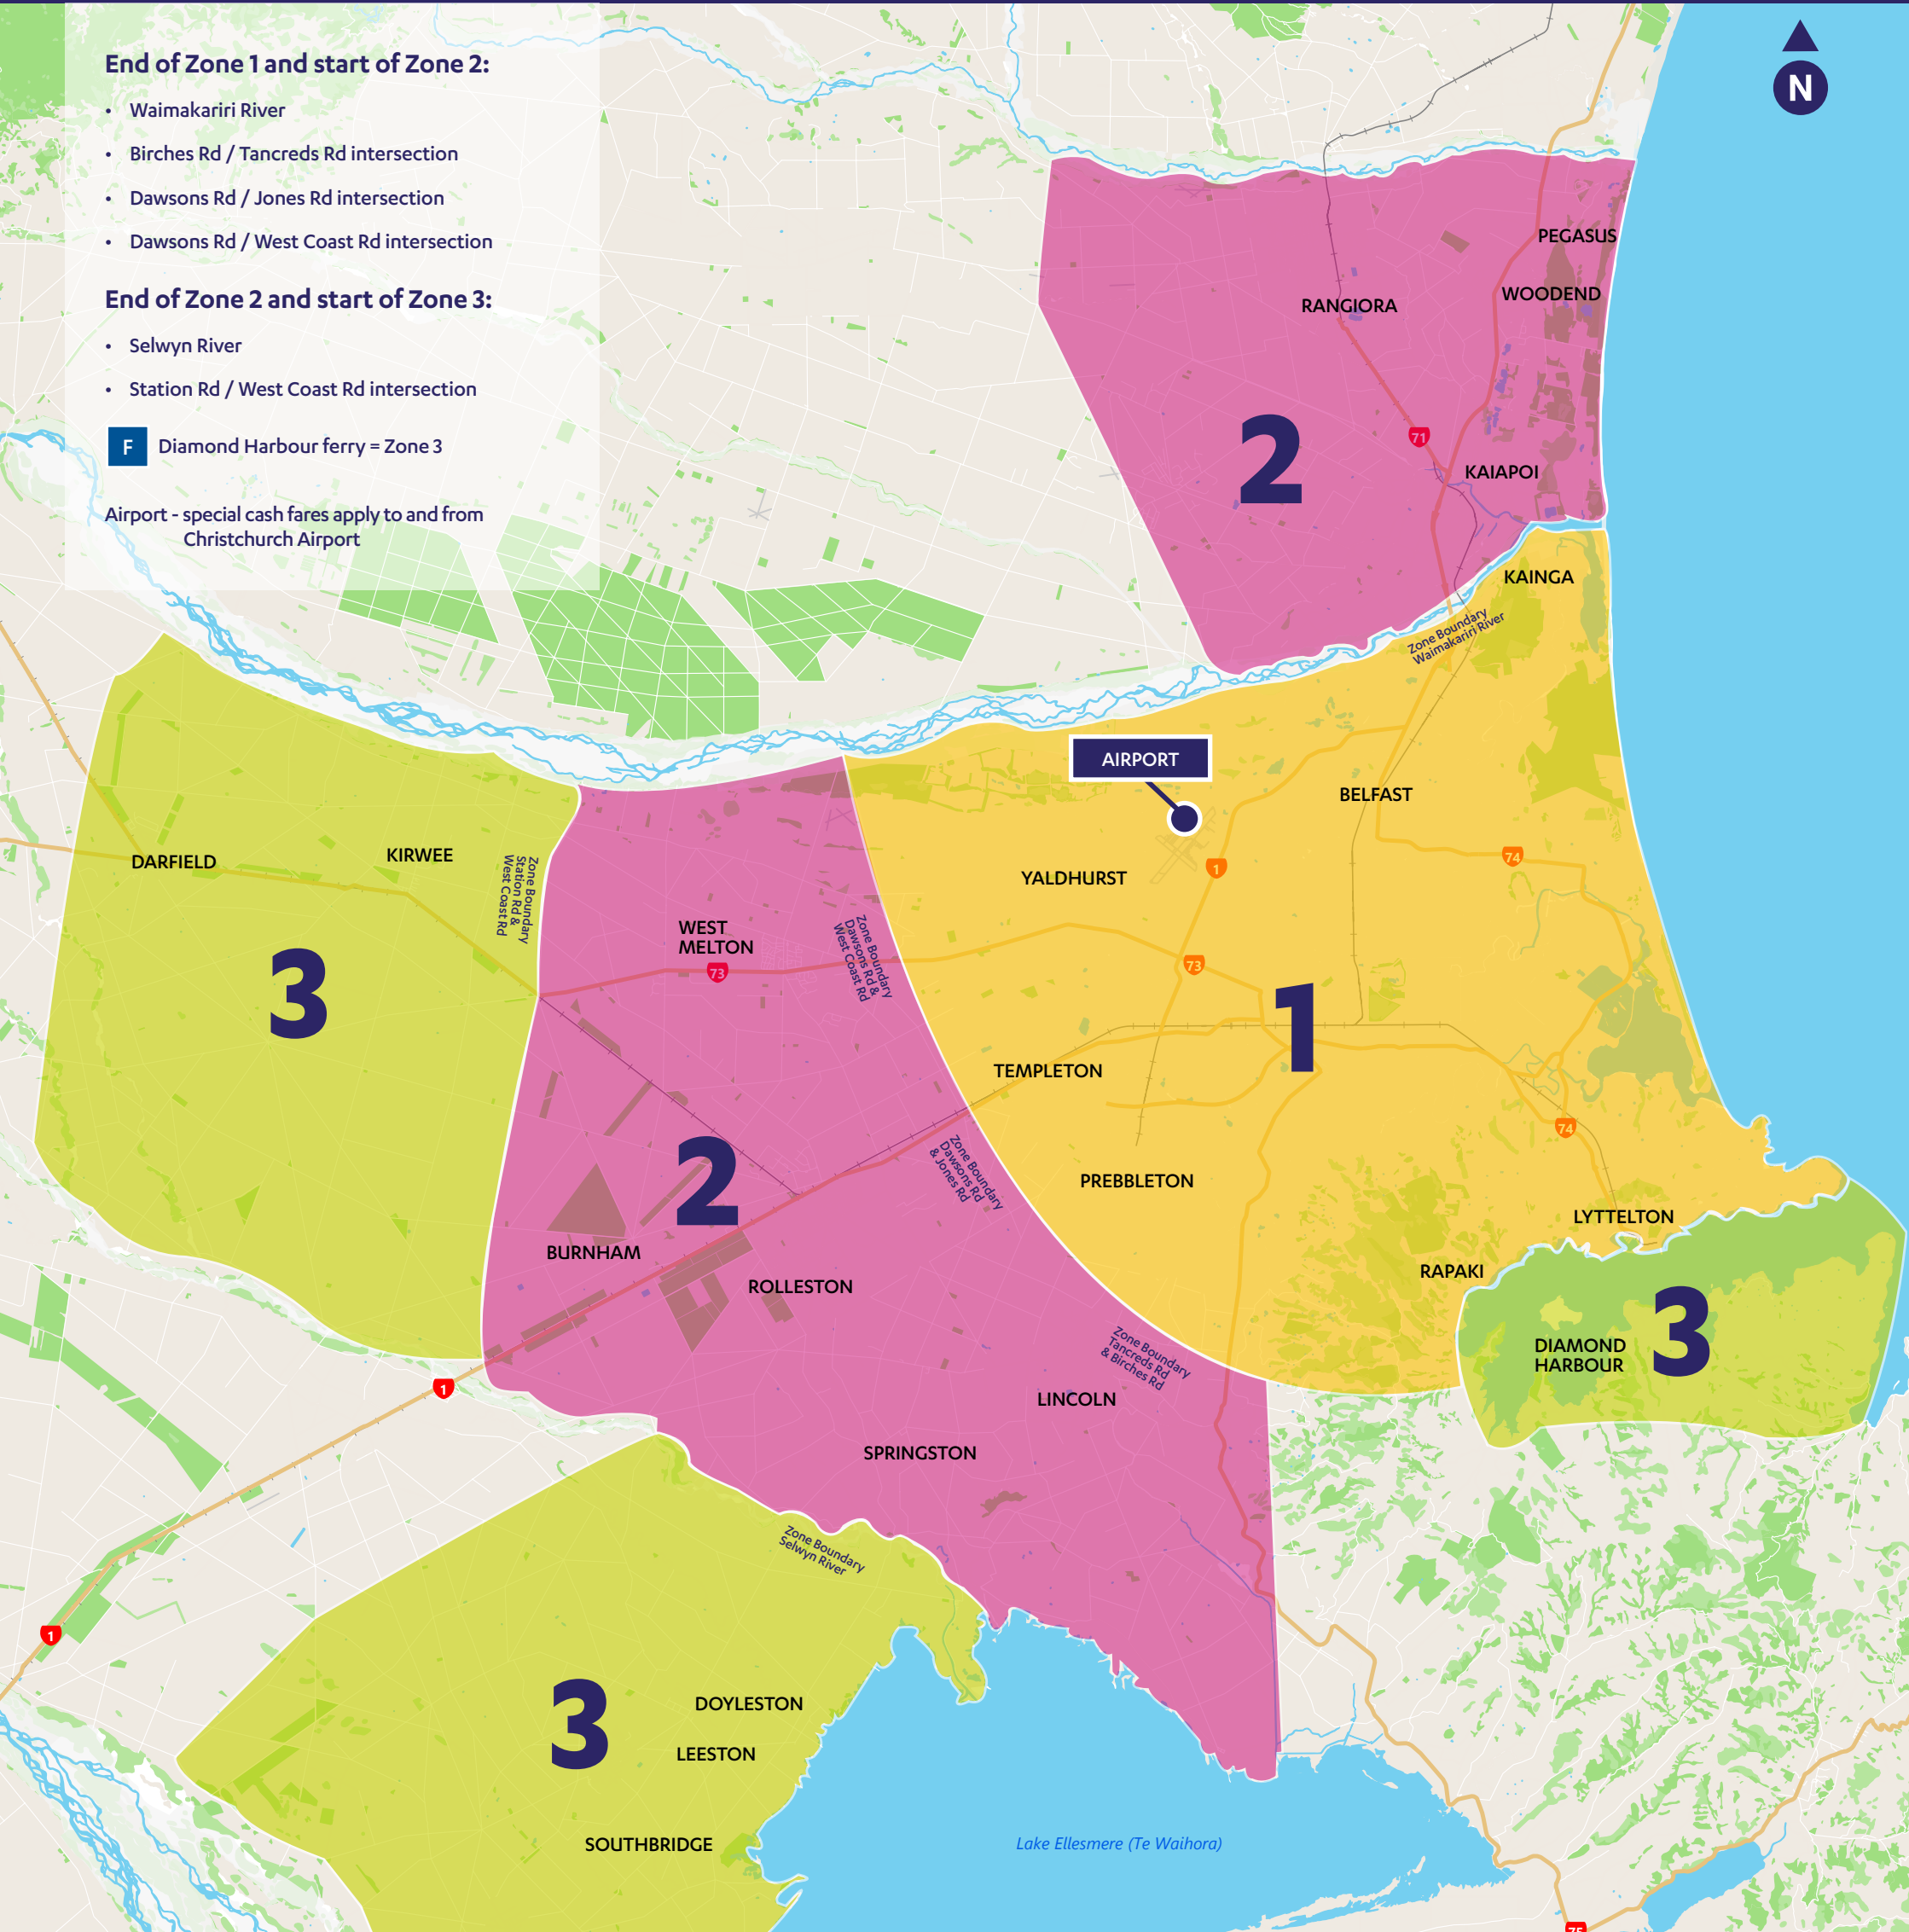 End of Zone 1 and start of Zone 2:
• Waimakariri River
• Birches Rd / Tancreds Rd intersection
• Dawsons Rd / Jones Rd intersection
• Dawsons Rd / West Coast Rd intersection
End of Zone 2 and start of Zone 3:
• Selwyn River
• Station Rd / West Coast Rd intersection
F Diamond Harbour ferry = Zone 3
Airport - special cash fares apply to and from
Christchurch Airport
N
PEGASUS
WOODEND
RANGIORA
2
71
KAIAPOI
KAINGA
Zone Boundary
Waimakariri River
AIRPORT
BELFAST
YALDHURST
1
74
DARFIELD
KIRWEE
Zone Boundary
Station Rd &
West Coast Rd
WEST
MELTON
73
Zone Boundary
Dawsons Rd &
West Coast Rd
73
3
1
TEMPLETON
74
2
Zone Boundary
Dawsons Rd
& Jones Rd
PREBBLETON
LYTTELTON
BURNHAM
ROLLESTON
RAPAKI
3
DIAMOND
HARBOUR
Zone Boundary
Tancreds Rd
& Birches Rd
1
LINCOLN
SPRINGSTON
Zone Boundary
Selwyn River
1
3
DOYLESTON
LEESTON
SOUTHBRIDGE
Lake Ellesmere (Te Waihora)
75